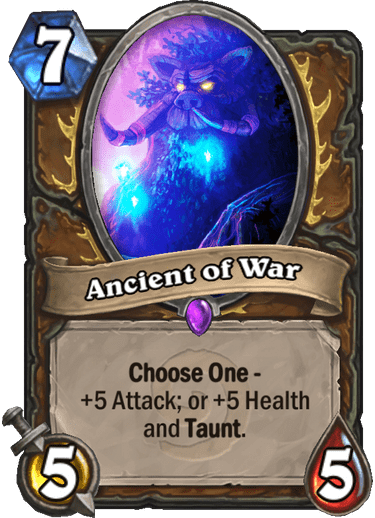 7
Ancient of War
Choose One -
+5 Attack; or +5 Health
and Taunt.
5 5